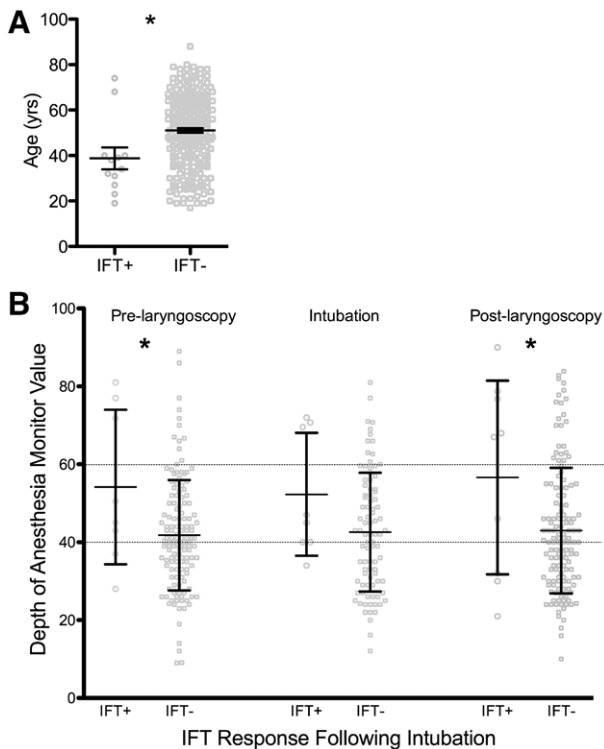 A
*
Age (yrs)
100
80
60
40
20
0
IFT+ IFT-
B
Depth of Anesthesia Monitor Value
100
80
60
40
20
0
Pre-laryngoscopy Intubation Post-laryngoscopy
* *
IFT+ IFT- IFT+ IFT- IFT+ IFT-
IFT Response Following Intubation